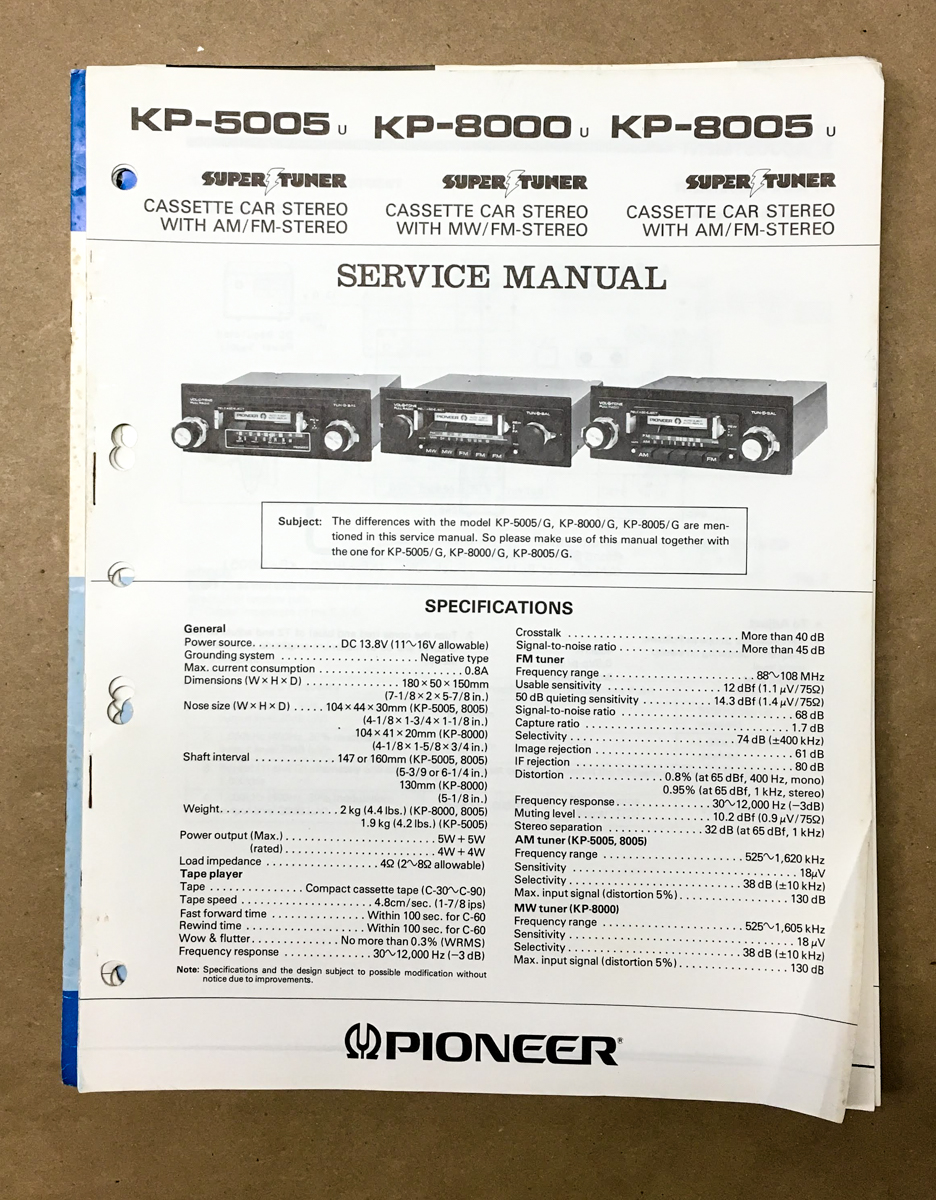 KP-5005 U KP-8000 U KP-8005 U
SUPER TUNER SUPER TUNER SUPER TUNER
CASSETTE CAR STEREO CASSETTE CAR STEREO CASSETTE CAR STEREO
WITH AM/FM-STEREO WITH MW/FM-STEREO WITH AM/FM-STEREO
SERVICE MANUAL
PIONEER PIONEER PIONEER
MW MW FM FM FM
AM FM
Subject: The differences with the model KP-5005/G, KP-8000/G, KP-8005/G are men-
tioned in this service manual. So please make use of this manual together with
the one for KP-5005/G, KP-8000/G, KP-8005/G.
SPECIFICATIONS
General
Power source. . . . . . . . . . . . . . DC 13.8V (11～16V allowable)
Grounding system . . . . . . . . . . . . . . . . . . . . . Negative type
Max. current consumption . . . . . . . . . . . . . . . . . . . . . . . 0.8A
Dimensions (W×H×D) . . . . . . . . . . . . . . 180×50×150mm
(7-1/8×2×5-7/8 in.)
Nose size (W×H×D) . . . . . 104×44×30mm (KP-5005, 8005)
(4-1/8×1-3/4×1-1/8 in.)
104×41×20mm (KP-8000)
(4-1/8×1-5/8×3/4 in.)
Shaft interval . . . . . . . . . . . . 147 or 160mm (KP-5005, 8005)
(5-3/9 or 6-1/4 in.)
130mm (KP-8000)
(5-1/8 in.)
Weight. . . . . . . . . . . . . . . . . . 2 kg (4.4 lbs.) (KP-8000, 8005)
1.9 kg (4.2 lbs.) (KP-5005)
Power output (Max.) . . . . . . . . . . . . . . . . . . . . . . . 5W+5W
(rated) . . . . . . . . . . . . . . . . . . . . . . . 4W+4W
Load impedance . . . . . . . . . . . . . . . . 4Ω (2～8Ω allowable)
Tape player
Tape . . . . . . . . . . . . . . Compact cassette tape (C-30～C-90)
Tape speed . . . . . . . . . . . . . . . . . . . . 4.8cm/sec. (1-7/8 ips)
Fast forward time . . . . . . . . . . . . . . Within 100 sec. for C-60
Rewind time . . . . . . . . . . . . . . . . . . Within 100 sec. for C-60
Wow & flutter. . . . . . . . . . . . . . No more than 0.3% (WRMS)
Frequency response . . . . . . . . . . . . . 30～12,000 Hz (−3 dB)
Note: Specifications and the design subject to possible modification without
notice due to improvements.
Crosstalk . . . . . . . . . . . . . . . . . . . . . . . . . . More than 40 dB
Signal-to-noise ratio . . . . . . . . . . . . . . . . . . More than 45 dB
FM tuner
Frequency range . . . . . . . . . . . . . . . . . . . . . . . 88～108 MHz
Usable sensitivity . . . . . . . . . . . . . . . . . 12 dBf (1.1 μV/75Ω)
50 dB quieting sensitivity . . . . . . . . . . . 14.3 dBf (1.4 μV/75Ω)
Signal-to-noise ratio . . . . . . . . . . . . . . . . . . . . . . . . . . 68 dB
Capture ratio . . . . . . . . . . . . . . . . . . . . . . . . . . . . . . 1.7 dB
Selectivity . . . . . . . . . . . . . . . . . . . . . . . . 74 dB (±400 kHz)
Image rejection . . . . . . . . . . . . . . . . . . . . . . . . . . . . . 61 dB
IF rejection . . . . . . . . . . . . . . . . . . . . . . . . . . . . . . . . 80 dB
Distortion . . . . . . . . . . . . . . 0.8% (at 65 dBf, 400 Hz, mono)
0.95% (at 65 dBf, 1 kHz, stereo)
Frequency response . . . . . . . . . . . . . . 30～12,000 Hz (−3dB)
Muting level . . . . . . . . . . . . . . . . . . . . 10.2 dBf (0.9 μV/75Ω)
Stereo separation . . . . . . . . . . . . . . . 32 dB (at 65 dBf, 1 kHz)
AM tuner (KP-5005, 8005)
Frequency range . . . . . . . . . . . . . . . . . . . . . . 525～1,620 kHz
Sensitivity . . . . . . . . . . . . . . . . . . . . . . . . . . . . . . . . . 18μV
Selectivity. . . . . . . . . . . . . . . . . . . . . . . . . . 38 dB (±10 kHz)
Max. input signal (distortion 5%) . . . . . . . . . . . . . . . . 130 dB
MW tuner (KP-8000)
Frequency range . . . . . . . . . . . . . . . . . . . . . . 525～1,605 kHz
Sensitivity . . . . . . . . . . . . . . . . . . . . . . . . . . . . . . . . . 18 μV
Selectivity. . . . . . . . . . . . . . . . . . . . . . . . . . 38 dB (±10 kHz)
Max. input signal (distortion 5%) . . . . . . . . . . . . . . . . 130 dB
PIONEER®